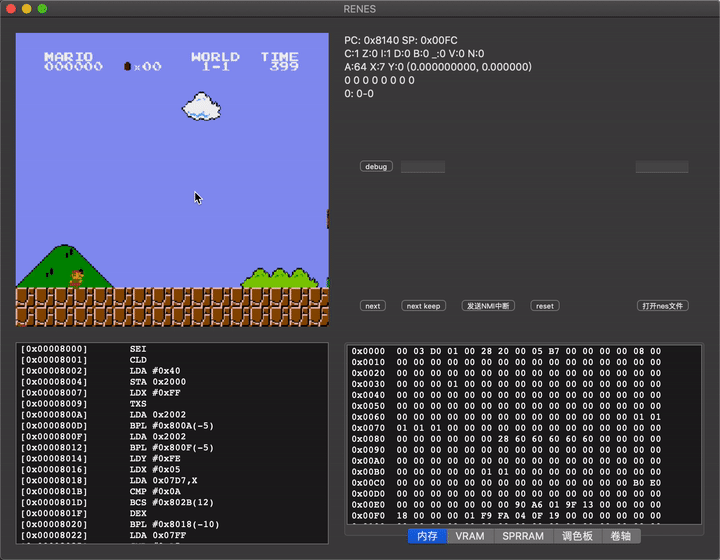 RENES
MARIO WORLD TIME
000000 x00 1-1 399
PC: 0x8140 SP: 0x00FC
C:1 Z:0 I:1 D:0 B:0 _:0 V:0 N:0
A:64 X:7 Y:0 (0.000000000, 0.000000)
0 0 0 0 0 0 0 0
0: 0-0
debug
next
next keep
发送NMI中断
reset
打开nes文件
[0x00008000] SEI
[0x00008001] CLD
[0x00008002] LDA #0x40
[0x00008004] STA 0x2000
[0x00008007] LDX #0xFF
[0x00008009] TXS
[0x0000800A] LDA 0x2002
[0x0000800D] BPL #0x800A(-5)
[0x0000800F] LDA 0x2002
[0x00008012] BPL #0x800F(-5)
[0x00008014] LDY #0xFE
[0x00008016] LDX #0x05
[0x00008018] LDA 0x07D7,X
[0x0000801B] CMP #0x0A
[0x0000801D] BCS #0x802B(12)
[0x0000801F] DEX
[0x00008020] BPL #0x8018(-10)
[0x00008022] LDA 0x07FF
0x0000 00 03 D0 01 00 28 20 00 05 B7 00 00 00 00 08 00
0x0010 00 00 00 00 00 00 00 00 00 00 00 00 00 00 00 00
0x0020 00 00 00 00 00 00 00 00 00 00 00 00 00 00 00 00
0x0030 00 00 00 01 00 00 00 00 00 00 00 00 00 00 00 00
0x0040 00 00 00 00 00 00 00 00 00 00 00 00 00 00 00 00
0x0050 00 00 00 00 00 00 00 00 00 00 00 00 00 00 00 00
0x0060 00 00 00 00 00 00 00 00 00 00 00 00 00 00 01 01
0x0070 01 01 01 00 00 00 00 00 00 00 00 00 00 00 00 00
0x0080 00 00 00 00 00 00 28 60 60 60 60 60 00 00 00 00
0x0090 00 00 00 00 00 00 00 00 00 00 00 00 00 00 00 00
0x00A0 00 00 00 00 00 00 00 00 00 00 00 00 00 00 00 00
0x00B0 00 00 00 00 00 01 01 00 00 00 00 00 00 00 00 00
0x00C0 00 00 00 00 00 00 00 00 00 00 00 00 00 00 B0 E0
0x00D0 00 00 00 00 00 00 00 00 00 00 00 00 00 00 00 00
0x00E0 00 00 00 00 00 00 00 90 A6 01 9F 13 00 00 00 00
0x00F0 18 00 00 00 01 F9 FA 04 0F 19 00 00 00 00 00 00
内存 VRAM SPRRAM 调色板 卷轴